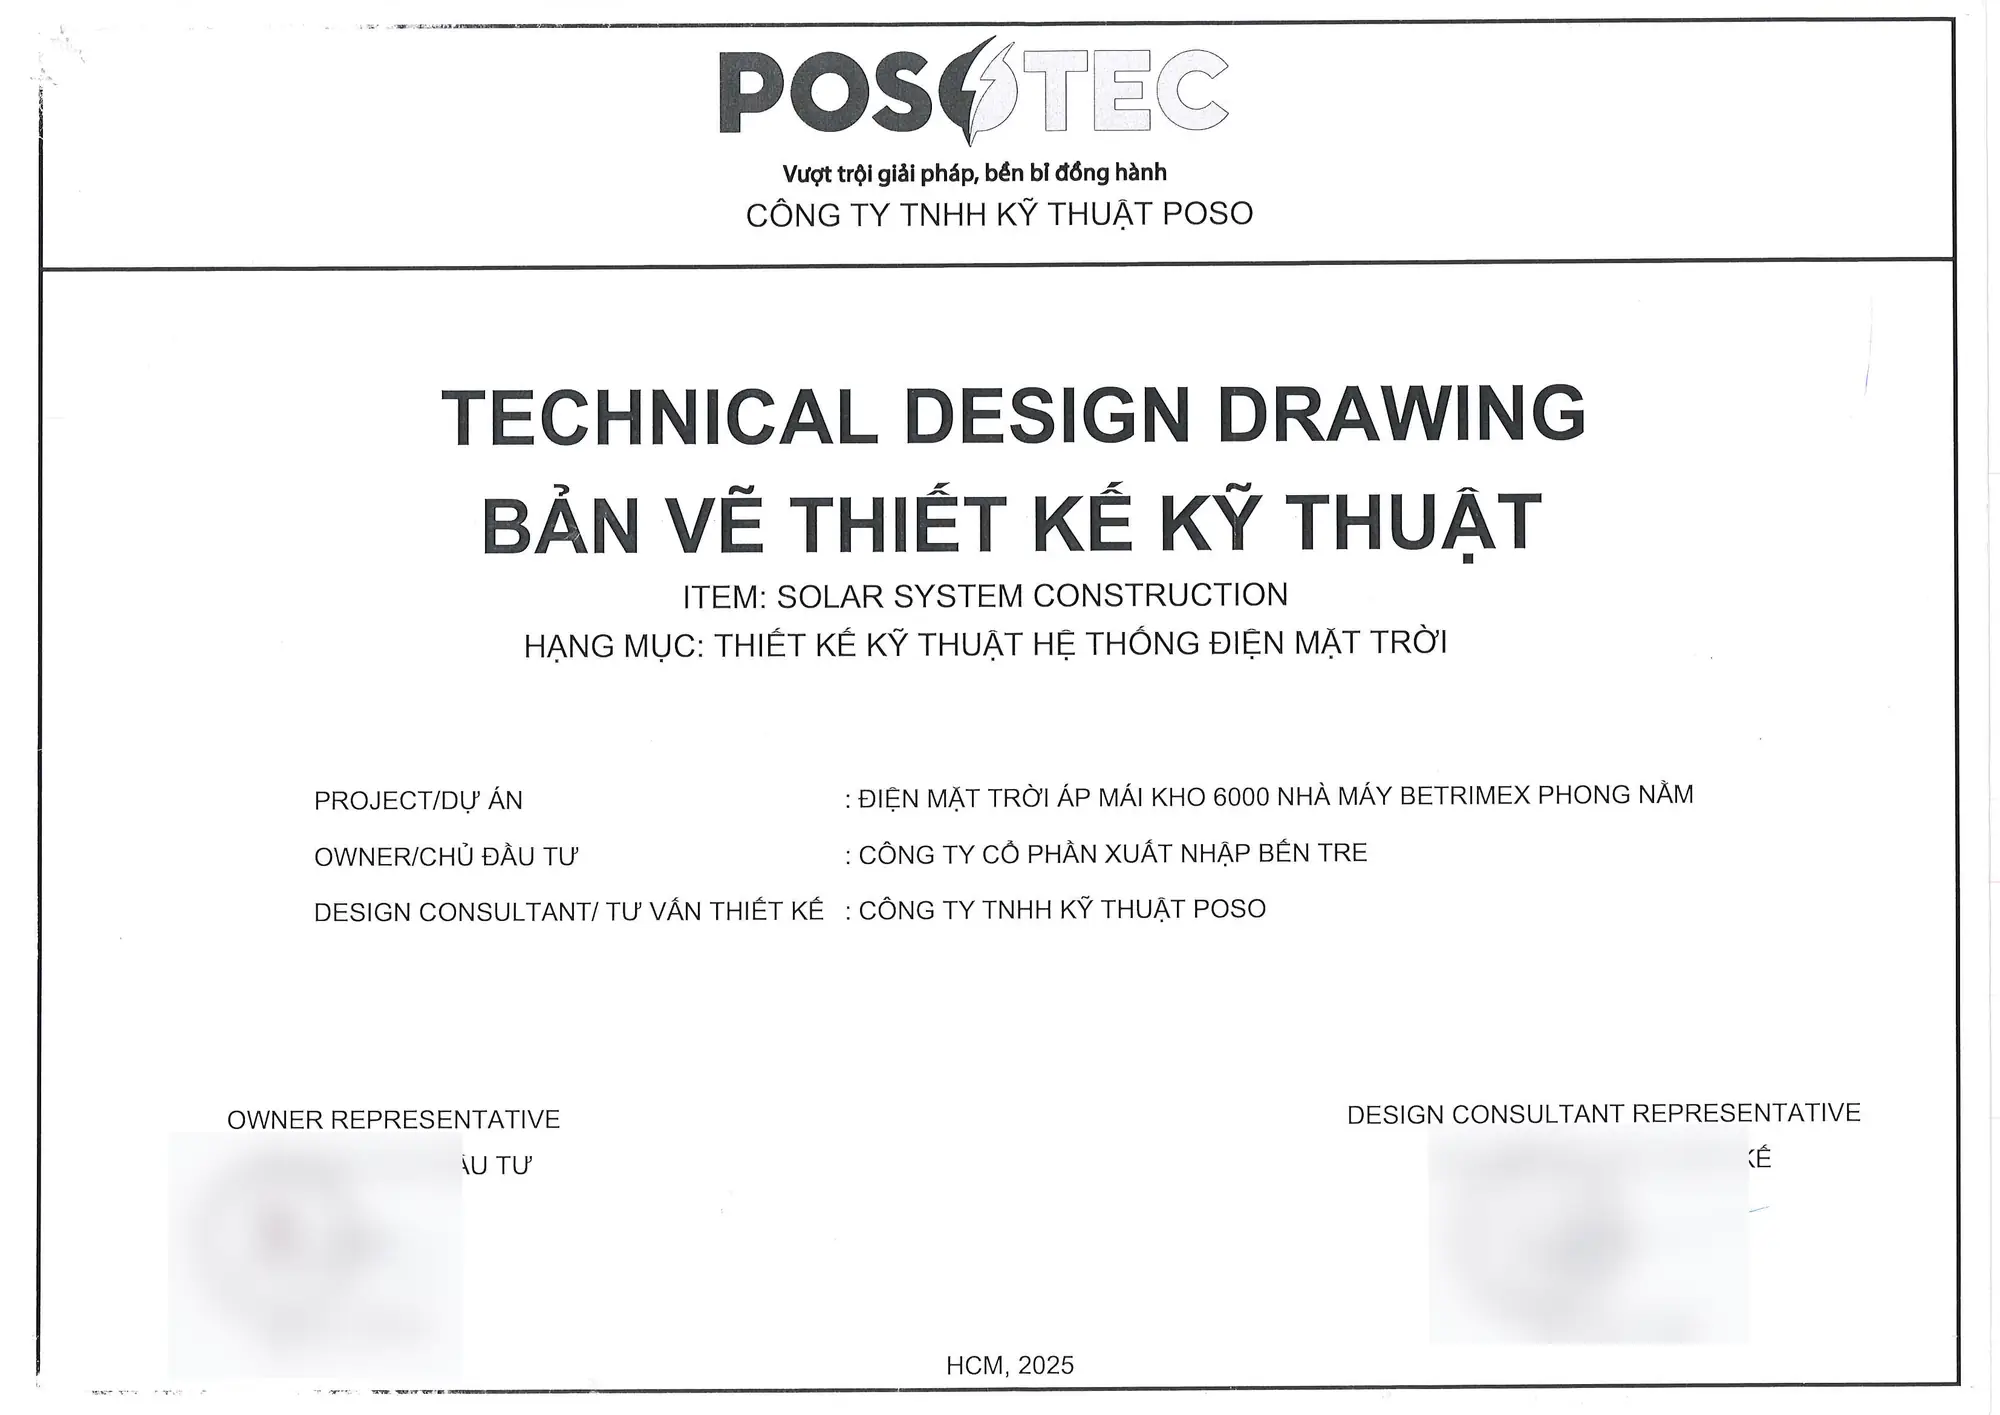 POSOTEC
Vượt trội giải pháp, bền bỉ đồng hành
CÔNG TY TNHH KỸ THUẬT POSO
TECHNICAL DESIGN DRAWING
BẢN VẼ THIẾT KẾ KỸ THUẬT
ITEM: SOLAR SYSTEM CONSTRUCTION
HẠNG MỤC: THIẾT KẾ KỸ THUẬT HỆ THỐNG ĐIỆN MẶT TRỜI
PROJECT/DỰ ÁN : ĐIỆN MẶT TRỜI ÁP MÁI KHO 6000 NHÀ MÁY BETRIMEX PHONG NẪM
OWNER/CHỦ ĐẦU TƯ : CÔNG TY CỔ PHẦN XUẤT NHẬP BẾN TRE
DESIGN CONSULTANT/ TƯ VẤN THIẾT KẾ : CÔNG TY TNHH KỸ THUẬT POSO
OWNER REPRESENTATIVE
ẦU TƯ
DESIGN CONSULTANT REPRESENTATIVE
KẾ
HCM, 2025